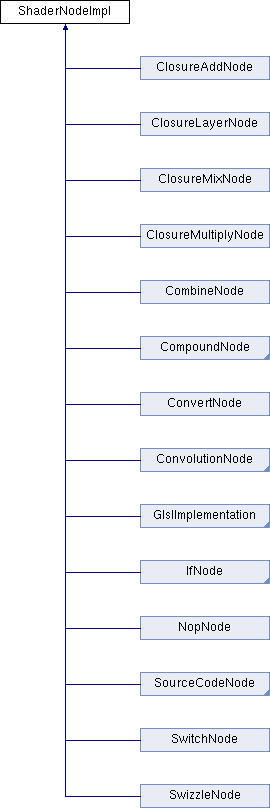 ShaderNodeImpl
ClosureAddNode
ClosureLayerNode
ClosureMixNode
ClosureMultiplyNode
CombineNode
CompoundNode
ConvertNode
ConvolutionNode
GlslImplementation
IfNode
NopNode
SourceCodeNode
SwitchNode
SwizzleNode